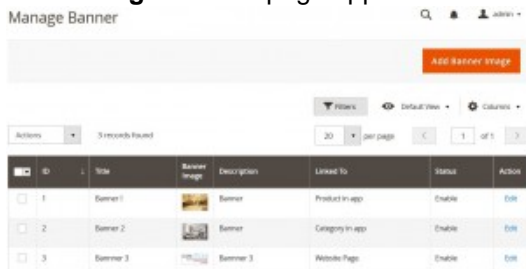 Manage Banner
admin
Add Banner Image
Filters Default View Columns
Actions 3 records found 20 per page 1 of 1
ID Title Banner Image Description Linked To Status Action
1 Banner 1 Banner Product in app Enable Edit
2 Banner 2 Banner Category in app Enable Edit
3 Banner 3 Banner 3 Website Page Enable Edit